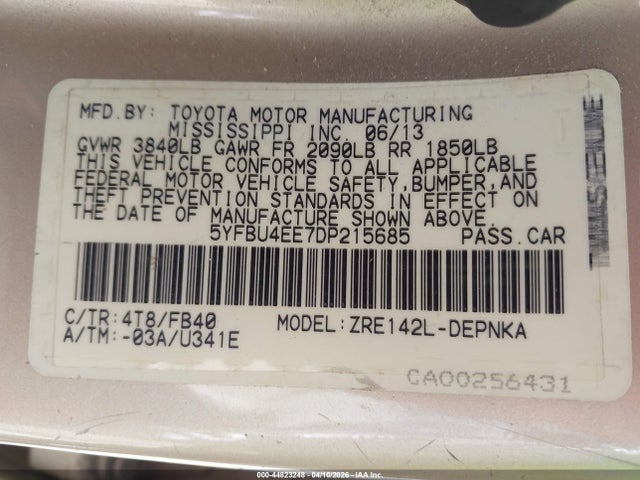 MFD.BY: TOYOTA MOTOR MANUFACTURING
MISSISSIPPI INC. 06/13
GVWR 3840LB GAWR FR 2090LB RR 1850LB
THIS VEHICLE CONFORMS TO ALL APPLICABLE
FEDERAL MOTOR VEHICLE SAFETY,BUMPER,AND
THEFT PREVENTION STANDARDS IN EFFECT ON
THE DATE OF MANUFACTURE SHOWN ABOVE.
5YFBU4EE7DP215685 PASS.CAR
C/TR:4T8/FB40 MODEL:ZRE142L-DEPNKA
A/TM:-03A/U341E
CA00256431
000-44823248 - 04/10/2026 - IAA Inc.